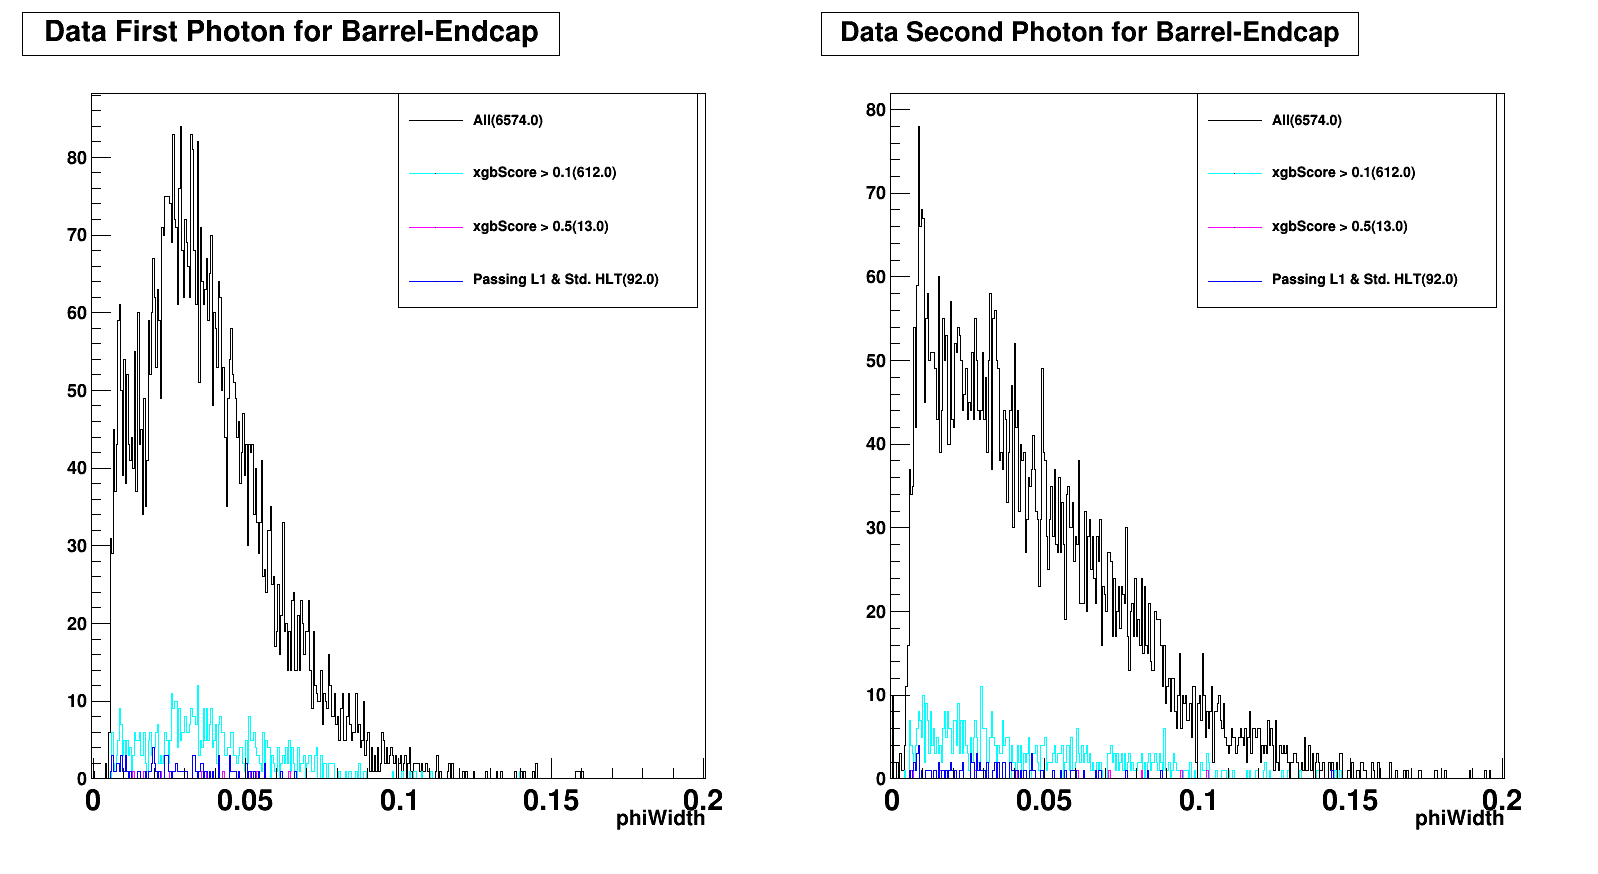 Data First Photon for Barrel-Endcap
All(6574.0)
xgbScore > 0.1(612.0)
xgbScore > 0.5(13.0)
Passing L1 & Std. HLT(92.0)
80
70
60
50
40
30
20
10
0
0 0.05 0.1 0.15 0.2
phiWidth
Data Second Photon for Barrel-Endcap
All(6574.0)
xgbScore > 0.1(612.0)
xgbScore > 0.5(13.0)
Passing L1 & Std. HLT(92.0)
80
70
60
50
40
30
20
10
0
0 0.05 0.1 0.15 0.2
phiWidth